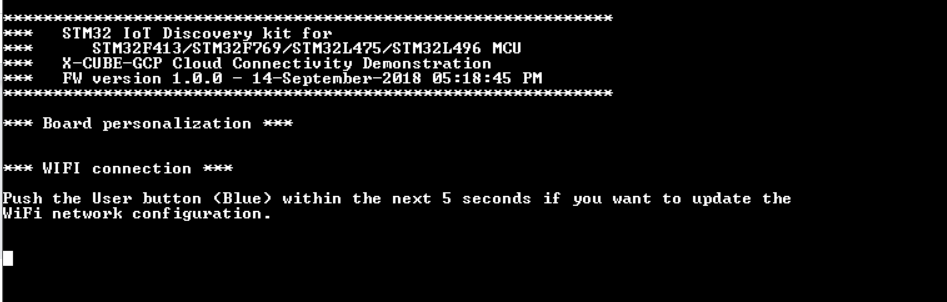 *************************************************************
***   STM32 IoT Discovery kit for
***      STM32F413/STM32F769/STM32L475/STM32L496 MCU
***   X-CUBE-GCP Cloud Connectivity Demonstration
***   FW version 1.0.0 - 14-September-2018 05:18:45 PM
*************************************************************
*** Board personalization ***
*** WIFI connection ***
Push the User button (Blue) within the next 5 seconds if you want to update the
WiFi network configuration.